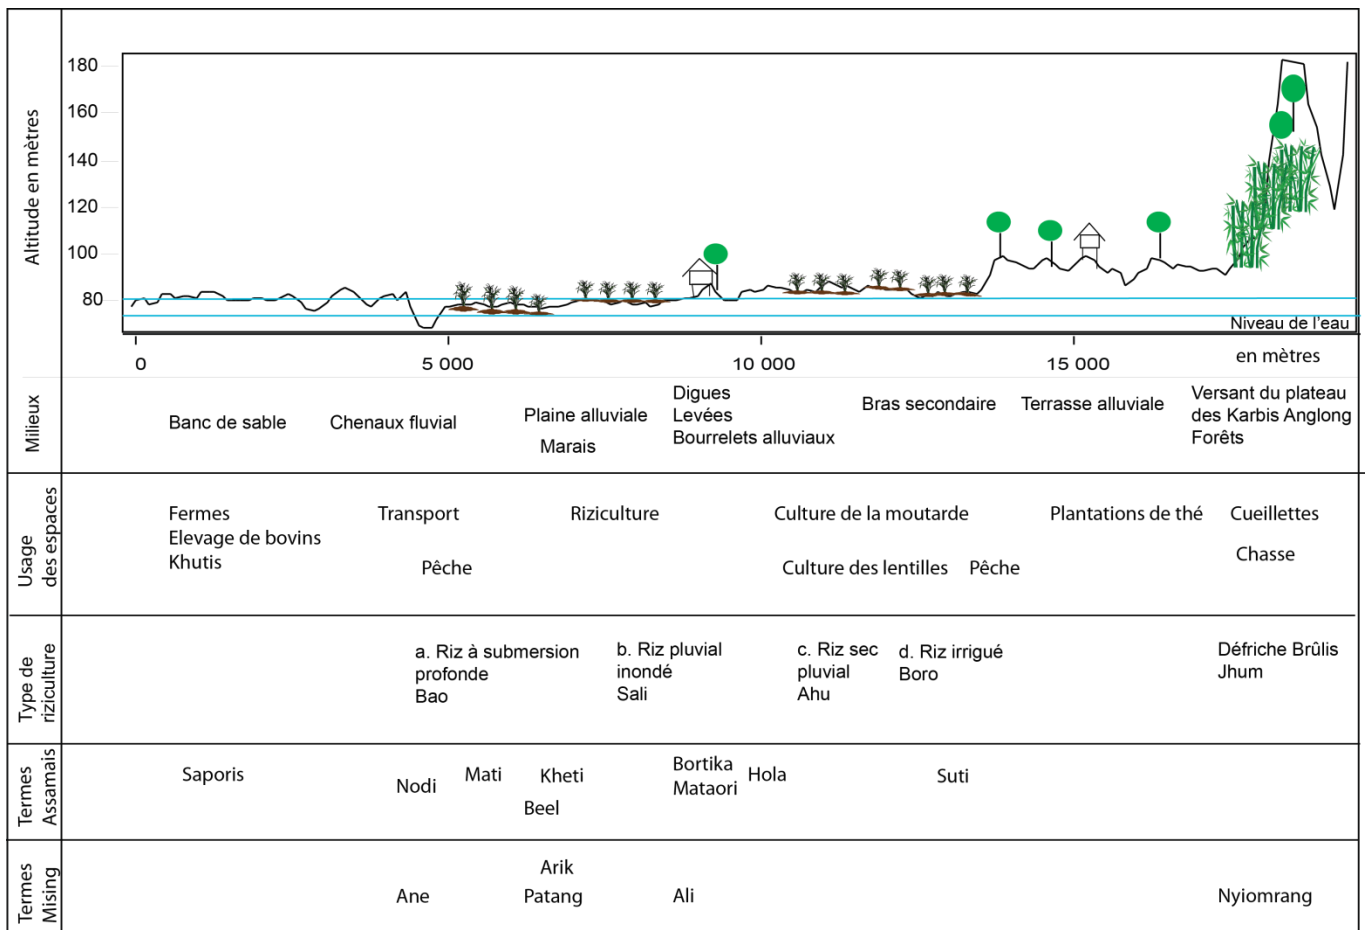 Altitude en mètres
180
160
140
120
100
80
Niveau de l'eau
0
5 000
10 000
15 000
en mètres
Milieux
Banc de sable
Chenaux fluvial
Plaine alluviale
Marais
Digues
Levées
Bourrelets alluviaux
Bras secondaire
Terrasse alluviale
Versant du plateau
des Karbis Anglong
Forêts
Usage
des espaces
Fermes
Elevage de bovins
Khutis
Transport
Pêche
Riziculture
Culture de la moutarde
Culture des lentilles
Pêche
Plantations de thé
Cueillettes
Chasse
Type de
riziculture
a. Riz à submersion
profonde
Bao
b. Riz pluvial
inondé
Sali
c. Riz sec
pluvial
Ahu
d. Riz irrigué
Boro
Défriche Brûlis
Jhum
Termes
Assamais
Saporis
Nodi
Mati
Kheti
Beel
Bortika
Mataori
Hola
Suti
Termes
Mising
Ane
Arik
Patang
Ali
Nyiomrang